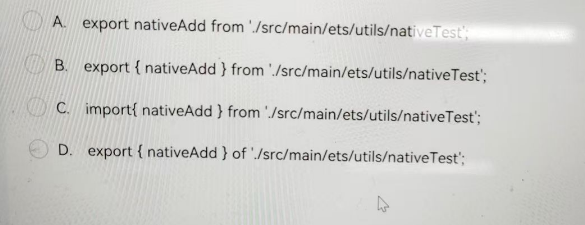 A. export nativeAdd from './src/main/ets/utils/nativeTest';
B. export { nativeAdd } from './src/main/ets/utils/nativeTest';
C. import{ nativeAdd } from './src/main/ets/utils/nativeTest';
D. export { nativeAdd } of './src/main/ets/utils/nativeTest';